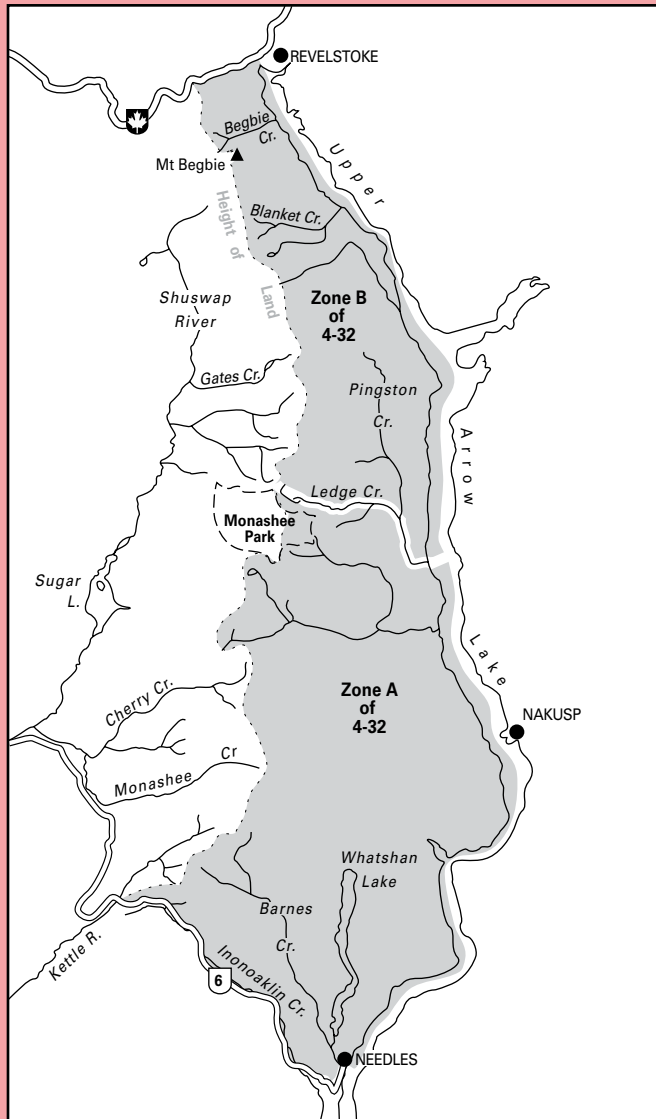 REVELSTOKE
Begbie
Cr.
Mt Begbie
Upper
Height of
Land
Blanket Cr.
Shuswap
River
Zone B
of
4-32
Gates Cr.
Pingston
Cr.
Arrow
Ledge Cr.
Monashee
Park
Sugar
L.
Lake
Zone A
of
4-32
Cherry Cr.
NAKUSP
Monashee Cr
Whatshan
Lake
Barnes
Cr.
Kettle R.
Inonoaklin Cr.
6
NEEDLES